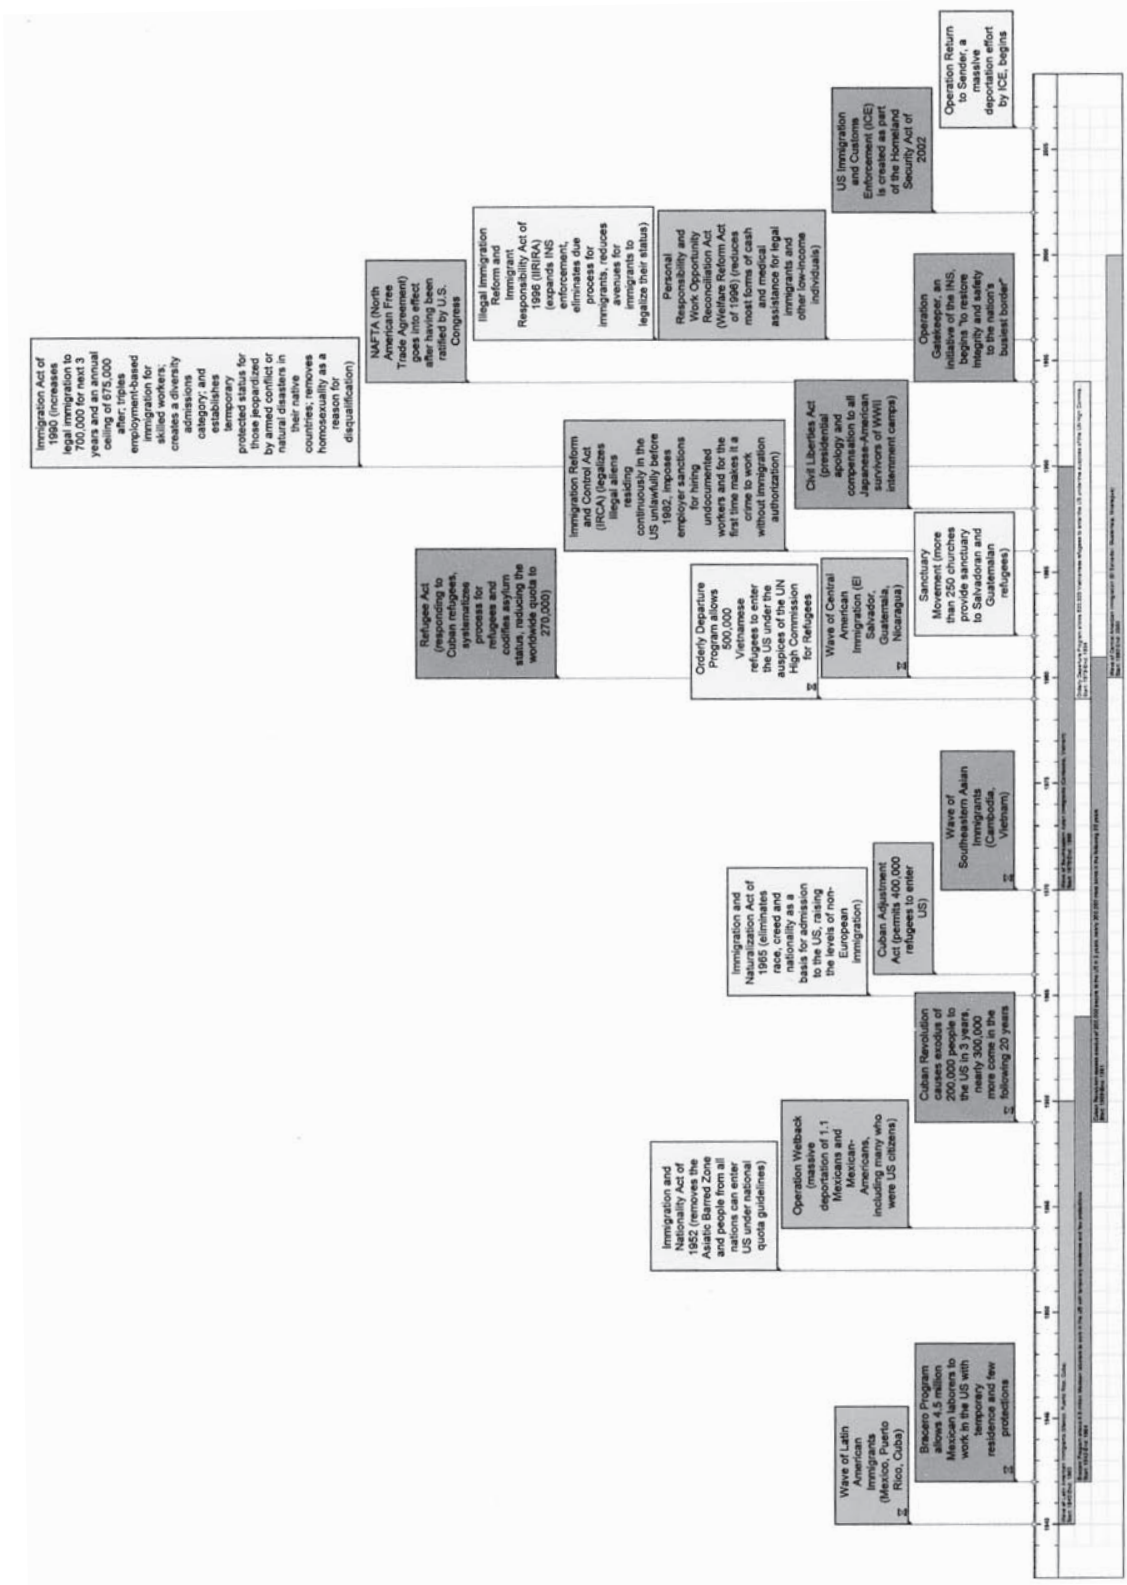 Wave of Latin
American
Immigrants
(Mexico, Puerto
Rico, Cuba)
Bracero Program
allows 4.5 million
Mexican laborers to
work in the US with
temporary
residence and few
protections
Immigration and
Nationality Act of
1952 (removes the
Asiatic Barred Zone
and people from all
nations can enter
US under national
quota guidelines)
Operation Wetback
(massive
deportation of 1.1
Mexicans and
Mexican-
Americans,
including many who
were US citizens)
Cuban Revolution
causes exodus of
200,000 people to
the US in 3 years,
nearly 300,000
more come in the
following 20 years
Immigration and
Naturalization Act of
1965 (eliminates
race, creed and
nationality as a
basis for admission
to the US, raising
the levels of non-
European
immigration)
Cuban Adjustment
Act (permits 400,000
refugees to enter
US)
Wave of
Southeastern Asian
Immigrants
(Cambodia,
Vietnam)
Refugee Act
(responding to
Cuban refugees,
systematizes
process for
refugees and
codifies asylum
status, reducing the
worldwide quota to
270,000)
Orderly Departure
Program allows
500,000
Vietnamese
refugees to enter
the US under the
auspices of the UN
High Commission
for Refugees
Wave of Central
American
Immigration (El
Salvador,
Guatemala,
Nicaragua)
Sanctuary
Movement (more
than 250 churches
provide sanctuary
to Salvadoran and
Guatemalan
refugees)
Immigration Reform
and Control Act
(IRCA) (legalizes
illegal aliens
residing
continuously in the
US unlawfully before
1982, imposes
employer sanctions
for hiring
undocumented
workers and for the
first time makes it a
crime to work
without immigration
authorization)
Civil Liberties Act
(presidential
apology and
compensation to all
Japanese-American
survivors of WWII
internment camps)
Immigration Act of
1990 (increases
legal immigration to
700,000 for next 3
years and an annual
ceiling of 675,000
after; triples
employment-based
immigration for
skilled workers;
creates a diversity
admissions
category; and
establishes
termporary
protected status for
those jeopardized
by armed conflict or
natural disasters in
their native
countries; removes
homosexuality as a
reason for
disqualification)
NAFTA (North
American Free
Trade Agreement)
goes into effect
after having been
ratified by U.S.
Congress
Operation
Gatekeeper, an
initiative of the INS,
begins "to restore
integrity and safety
to the nation's
busiest border"
Illegal Immigration
Reform and
Immigrant
Responsibility Act of
1996 (IIRIRA)
(expands INS
enforcement,
eliminates due
process for
immigrants, reduces
avenues for
immigrants to
legalize their status)
Personal
Responsibility and
Work Opportunity
Reconciliation Act
(Welfare Reform Act
of 1996) (reduces
most forms of cash
and medical
assistance for legal
immigrants and
other low-income
individuals)
US Immigration
and Customs
Enforcement (ICE)
is created as part
of the Homeland
Security Act of
2002
Operation Return
to Sender, a
massive
deportation effort
by ICE, begins
1940 1945 1950 1955 1960 1965 1970 1975 1980 1985 1990 1995 2000 2005